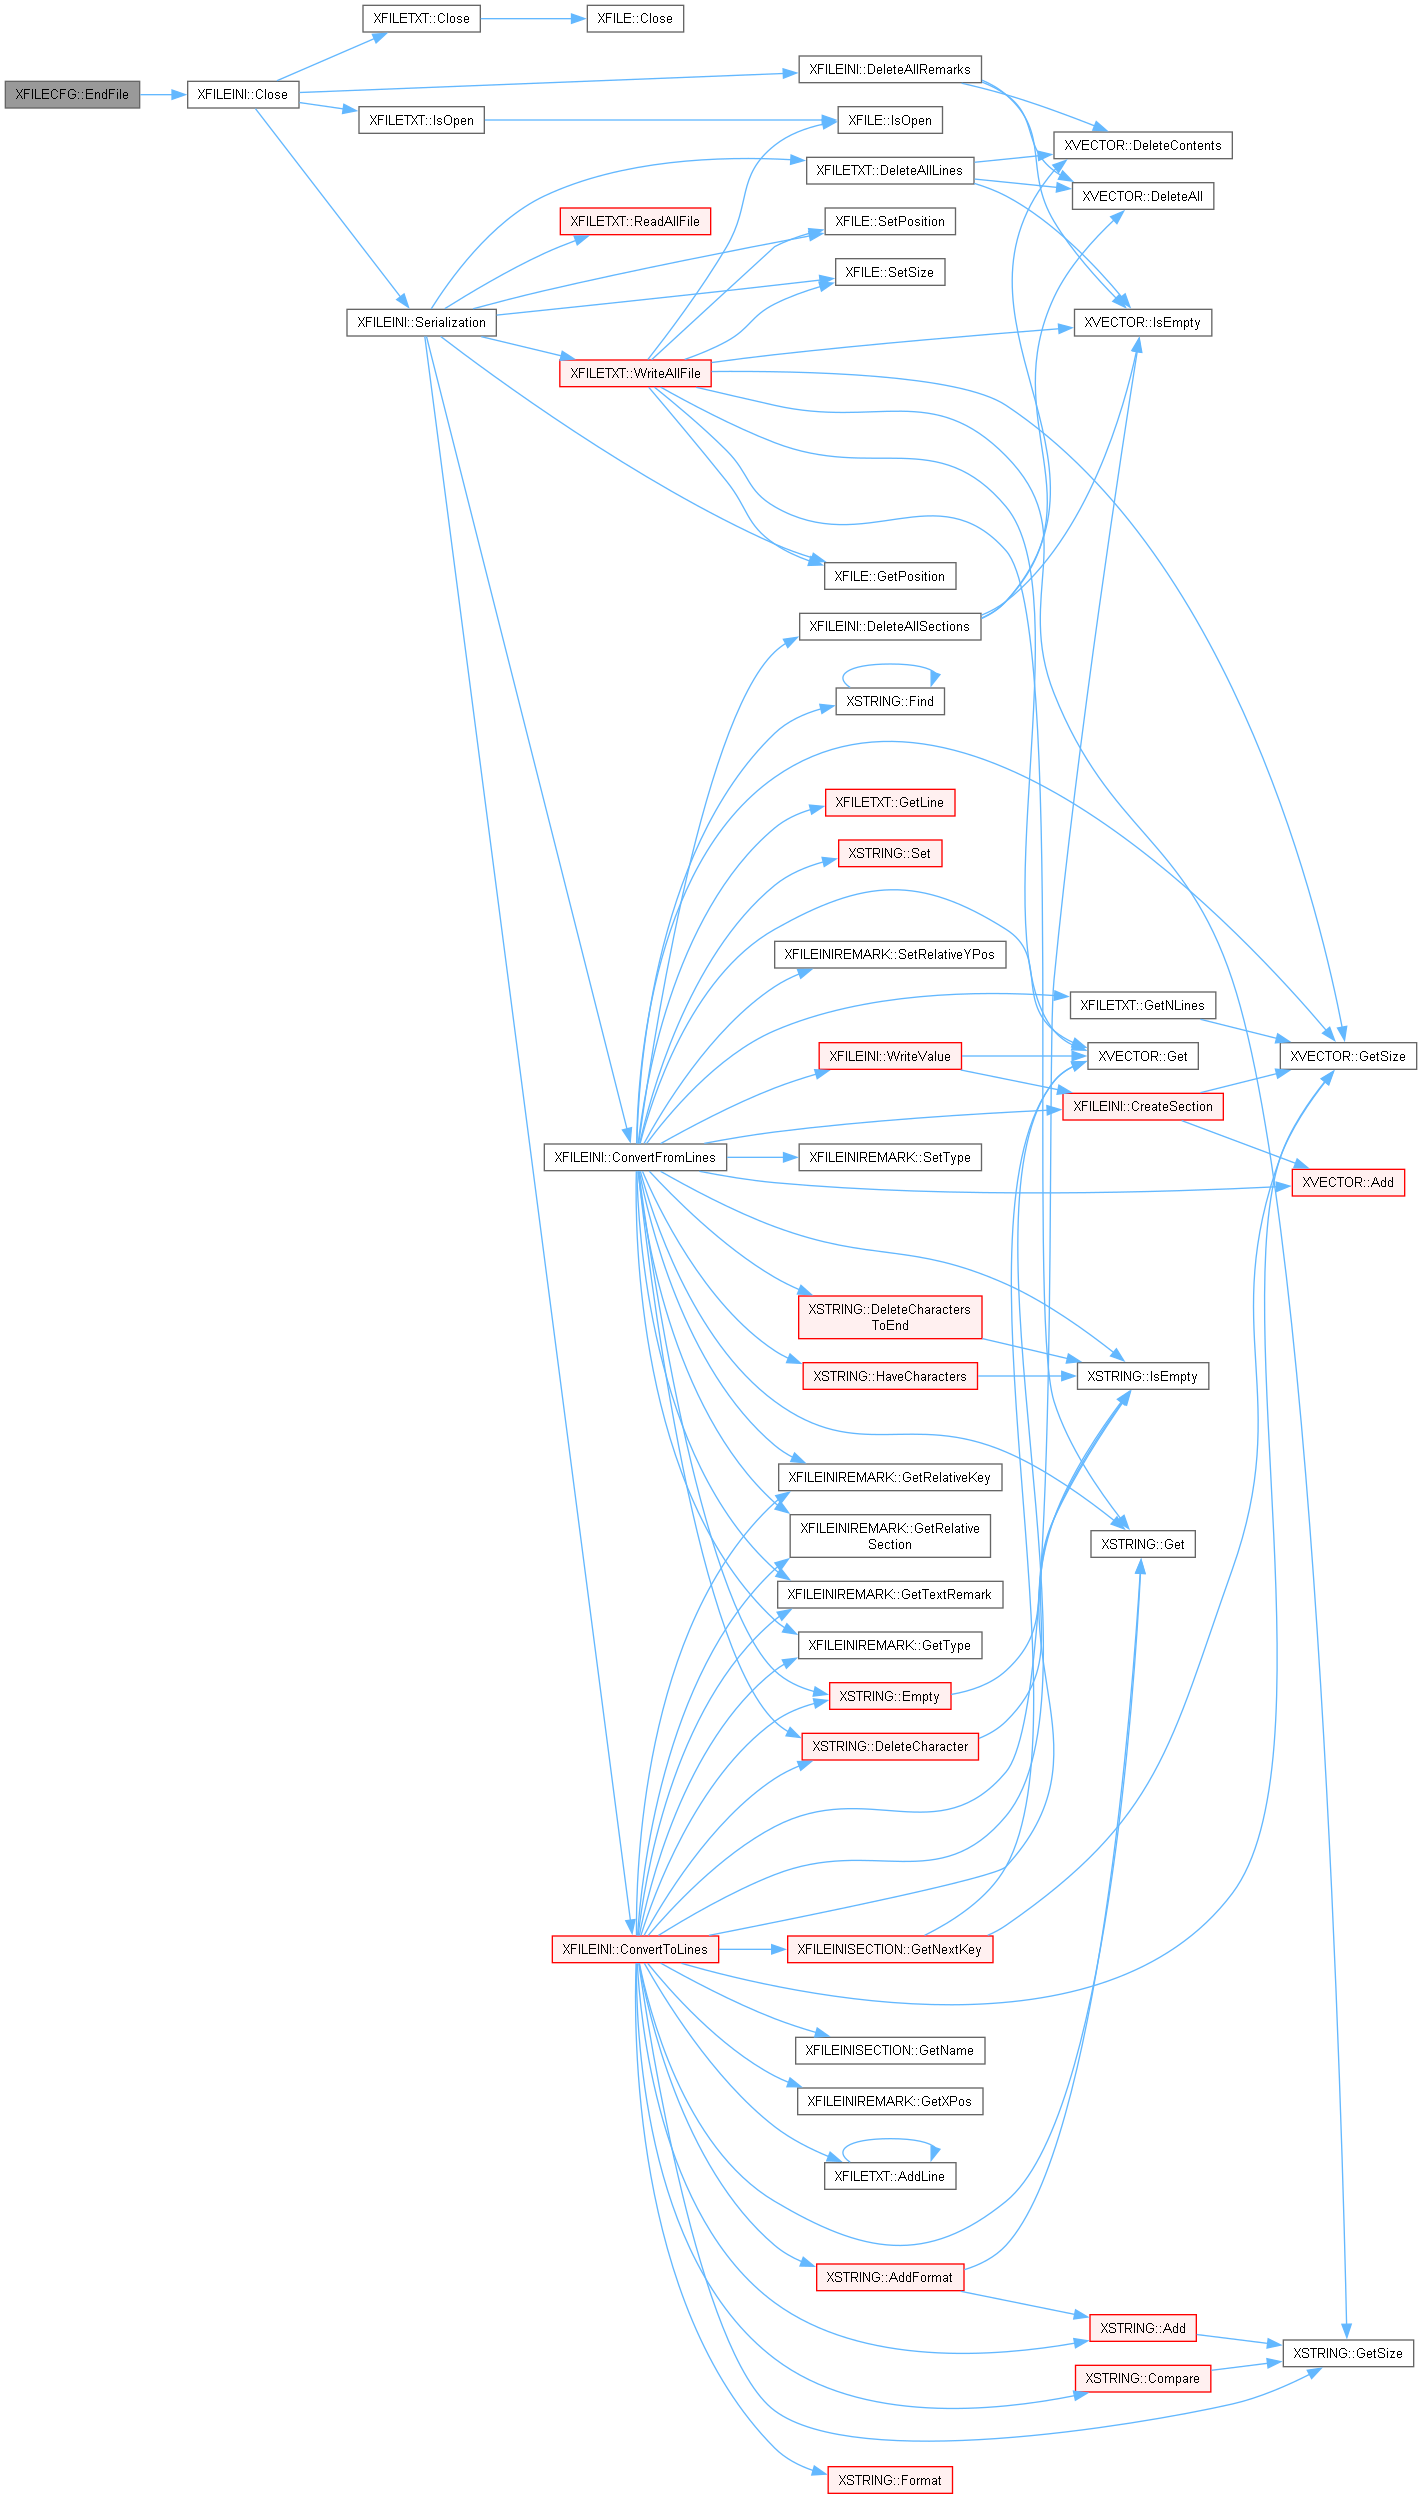 XFILETXT::Close
XFILE::Close
XFILEINI::DeleteAllRemarks
XFILECFG::EndFile
XFILEINI::Close
XFILETXT::IsOpen
XFILE::IsOpen
XVECTOR::DeleteContents
XFILETXT::DeleteAllLines
XVECTOR::DeleteAll
XFILETXT::ReadAllFile
XFILE::SetPosition
XFILE::SetSize
XFILEINI::Serialization
XVECTOR::IsEmpty
XFILETXT::WriteAllFile
XFILE::GetPosition
XFILEINI::DeleteAllSections
XSTRING::Find
XFILETXT::GetLine
XSTRING::Set
XFILEINIREMARK::SetRelativeYPos
XFILETXT::GetNLines
XFILEINI::WriteValue
XVECTOR::Get
XVECTOR::GetSize
XFILEINI::CreateSection
XFILEINI::ConvertFromLines
XFILEINIREMARK::SetType
XVECTOR::Add
XSTRING::DeleteCharacters
ToEnd
XSTRING::HaveCharacters
XSTRING::IsEmpty
XFILEINIREMARK::GetRelativeKey
XFILEINIREMARK::GetRelative
Section
XSTRING::Get
XFILEINIREMARK::GetTextRemark
XFILEINIREMARK::GetType
XSTRING::Empty
XSTRING::DeleteCharacter
XFILEINI::ConvertToLines
XFILEINISECTION::GetNextKey
XFILEINISECTION::GetName
XFILEINIREMARK::GetXPos
XFILETXT::AddLine
XSTRING::AddFormat
XSTRING::Add
XSTRING::GetSize
XSTRING::Compare
XSTRING::Format